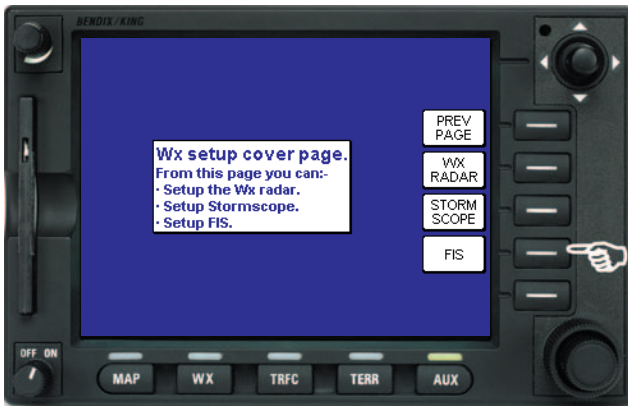 BENDIX/KING
PREV
PAGE
WX
RADAR
STORM
SCOPE
FIS
Wx setup cover page.
From this page you can:-
· Setup the Wx radar.
· Setup Stormscope.
· Setup FIS.
OFF ON
MAP
WX
TRFC
TERR
AUX